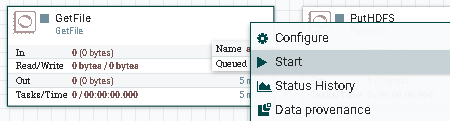 GetFile
GetFile
In 0 (0 bytes)
Read/Write 0 bytes / 0 bytes
Out 0 (0 bytes) 5 m
Tasks/Time 0 / 00:00:00.000 5 m
Name
Queued
PutHDFS
Configure
Start
Status History
Data provenance